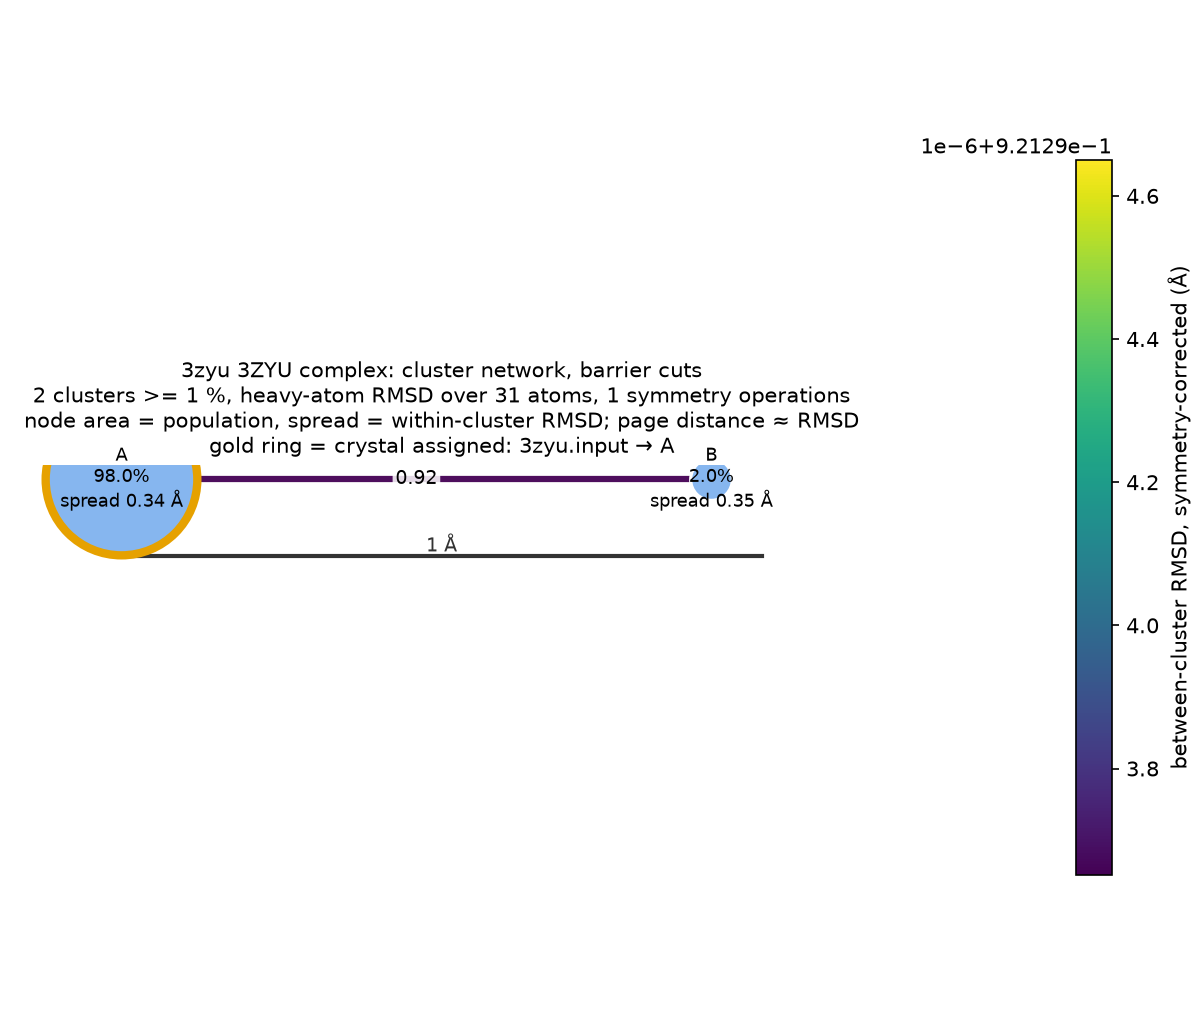 1e−6+9.2129e−1
4.6
4.4
4.2
4.0
3.8
between-cluster RMSD, symmetry-corrected (Å)
3zyu 3ZYU complex: cluster network, barrier cuts
2 clusters >= 1 %, heavy-atom RMSD over 31 atoms, 1 symmetry operations
node area = population, spread = within-cluster RMSD; page distance ≈ RMSD
gold ring = crystal assigned: 3zyu.input → A
A
98.0%
spread 0.34 Å
0.92
B
2.0%
spread 0.35 Å
1 Å